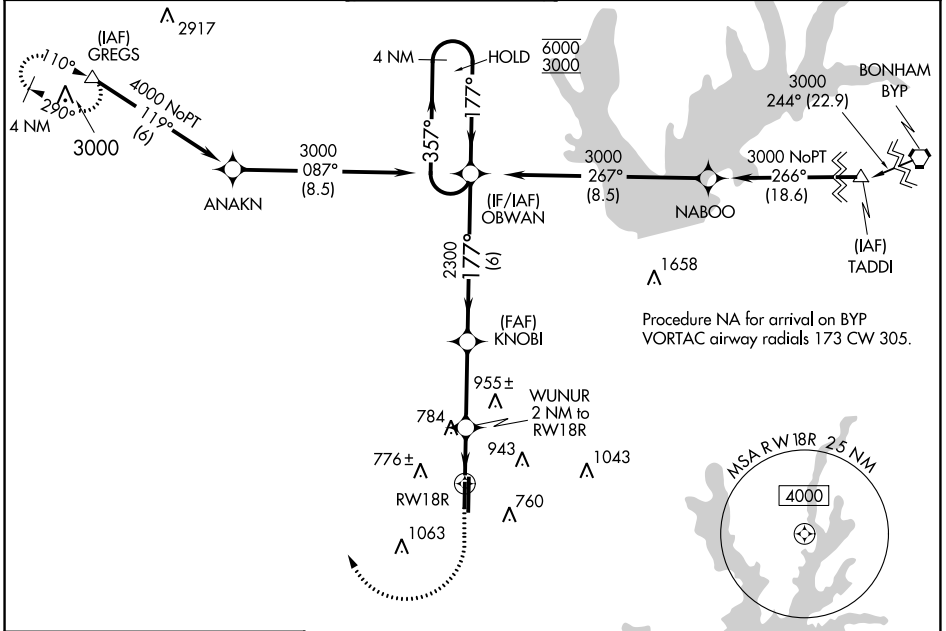 2917
(IAF)
GREGS
110°
290°
4 NM
3000
4000 NoPT
119°
(6)
ANAKN
3000
087°
(8.5)
4 NM
HOLD
6000
3000
357°
177°
(IF/IAF)
OBWAN
3000
267°
(8.5)
NABOO
3000 NoPT
266°
(18.6)
3000
244° (22.9)
BONHAM
BYP
(IAF)
TADDI
1658
Procedure NA for arrival on BYP
VORTAC airway radials 173 CW 305.
2300
177°
(6)
(FAF)
KNOBI
955±
WUNUR
2 NM to
RW18R
784
943
1043
776±
RW18R
760
1063
MSA RW 18R 25 NM
4000